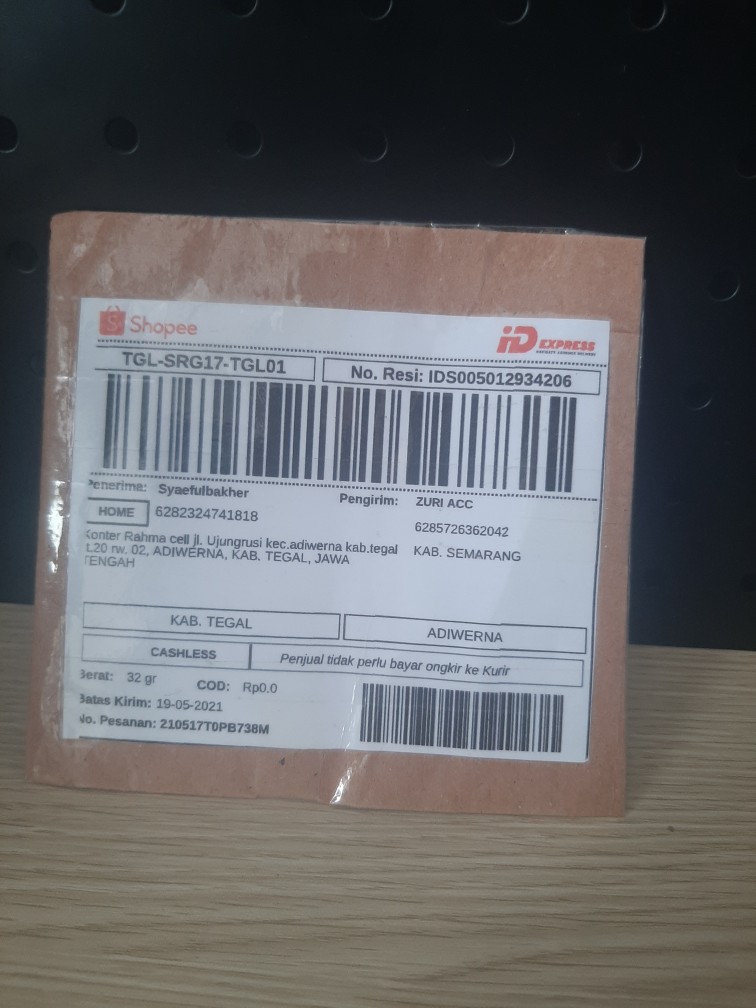 Shopee
iD EXPRESS
TGL-SRG17-TGL01
No. Resi: IDS005012934206
Penerima: Syaefulbakher
Pengirim: ZURI ACC
HOME 6282324741818
6285726362042
Konter Rahma cell jl. Ujungrusi kec.adiwerna kab.tegal
t.20 rw. 02, ADIWERNA, KAB. TEGAL, JAWA
TENGAH
KAB. SEMARANG
KAB. TEGAL
ADIWERNA
CASHLESS
Penjual tidak perlu bayar ongkir ke Kurir
Berat: 32 gr
COD: Rp0.0
Batas Kirim: 19-05-2021
No. Pesanan: 210517T0PB738M